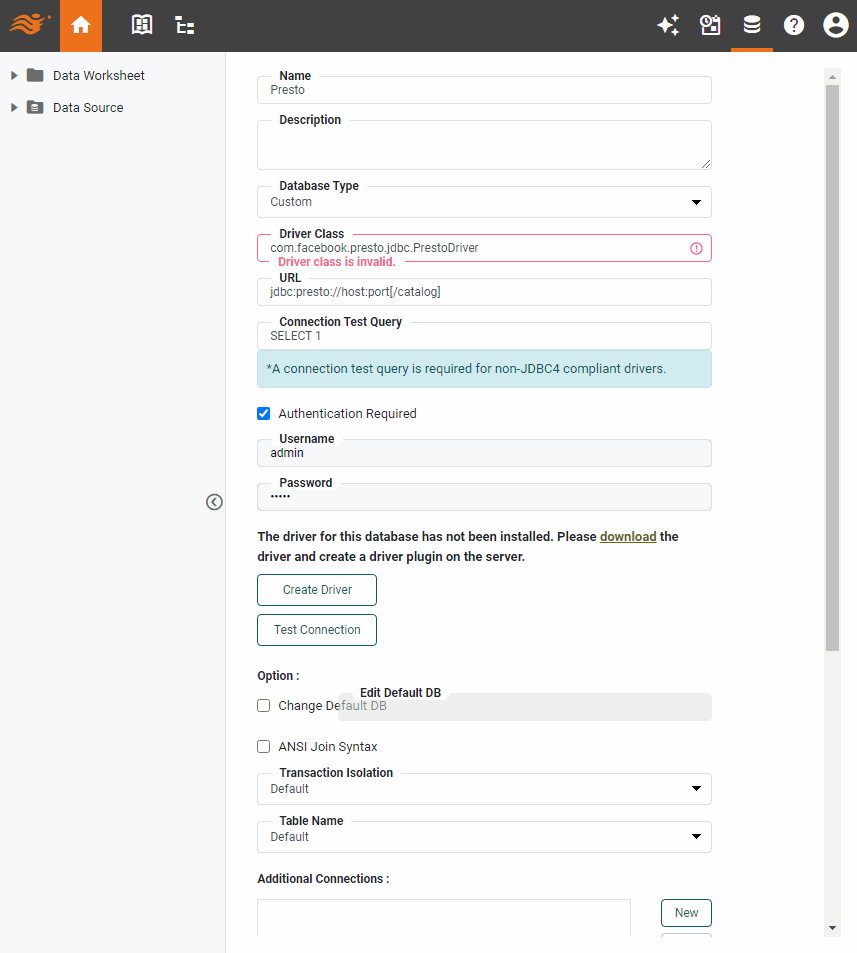 Data Worksheet
Data Source
Name
Presto
Description
Database Type
Custom
Driver Class
com.facebook.presto.jdbc.PrestoDriver
Driver class is invalid.
URL
jdbc:presto://host:port[/catalog]
Connection Test Query
SELECT 1
*A connection test query is required for non-JDBC4 compliant drivers.
Authentication Required
Username
admin
Password
•••••
The driver for this database has not been installed. Please download the
driver and create a driver plugin on the server.
Create Driver
Test Connection
Option :
Edit Default DB
Change Default DB
ANSI Join Syntax
Transaction Isolation
Default
Table Name
Default
Additional Connections :
New